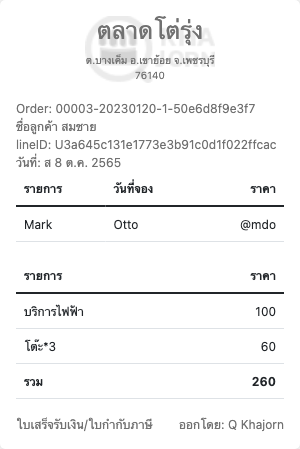 ตลาดโต่รุ่ง
ต.บางเค็ม อ.เขาย้อย จ.เพชรบุรี
76140
Order: 00003-20230120-1-50e6d8f9e3f7
ชื่อลูกค้า สมชาย
lineID: U3a645c131e1773e3b91c0d1f022ffcac
วันที่: ส 8 ต.ค. 2565
รายการ วันที่จอง ราคา
Mark Otto @mdo
รายการ ราคา
บริการไฟฟ้า 100
โต๊ะ*3 60
รวม 260
ใบเสร็จรับเงิน/ใบกำกับภาษี ออกโดย: Q Khajorn